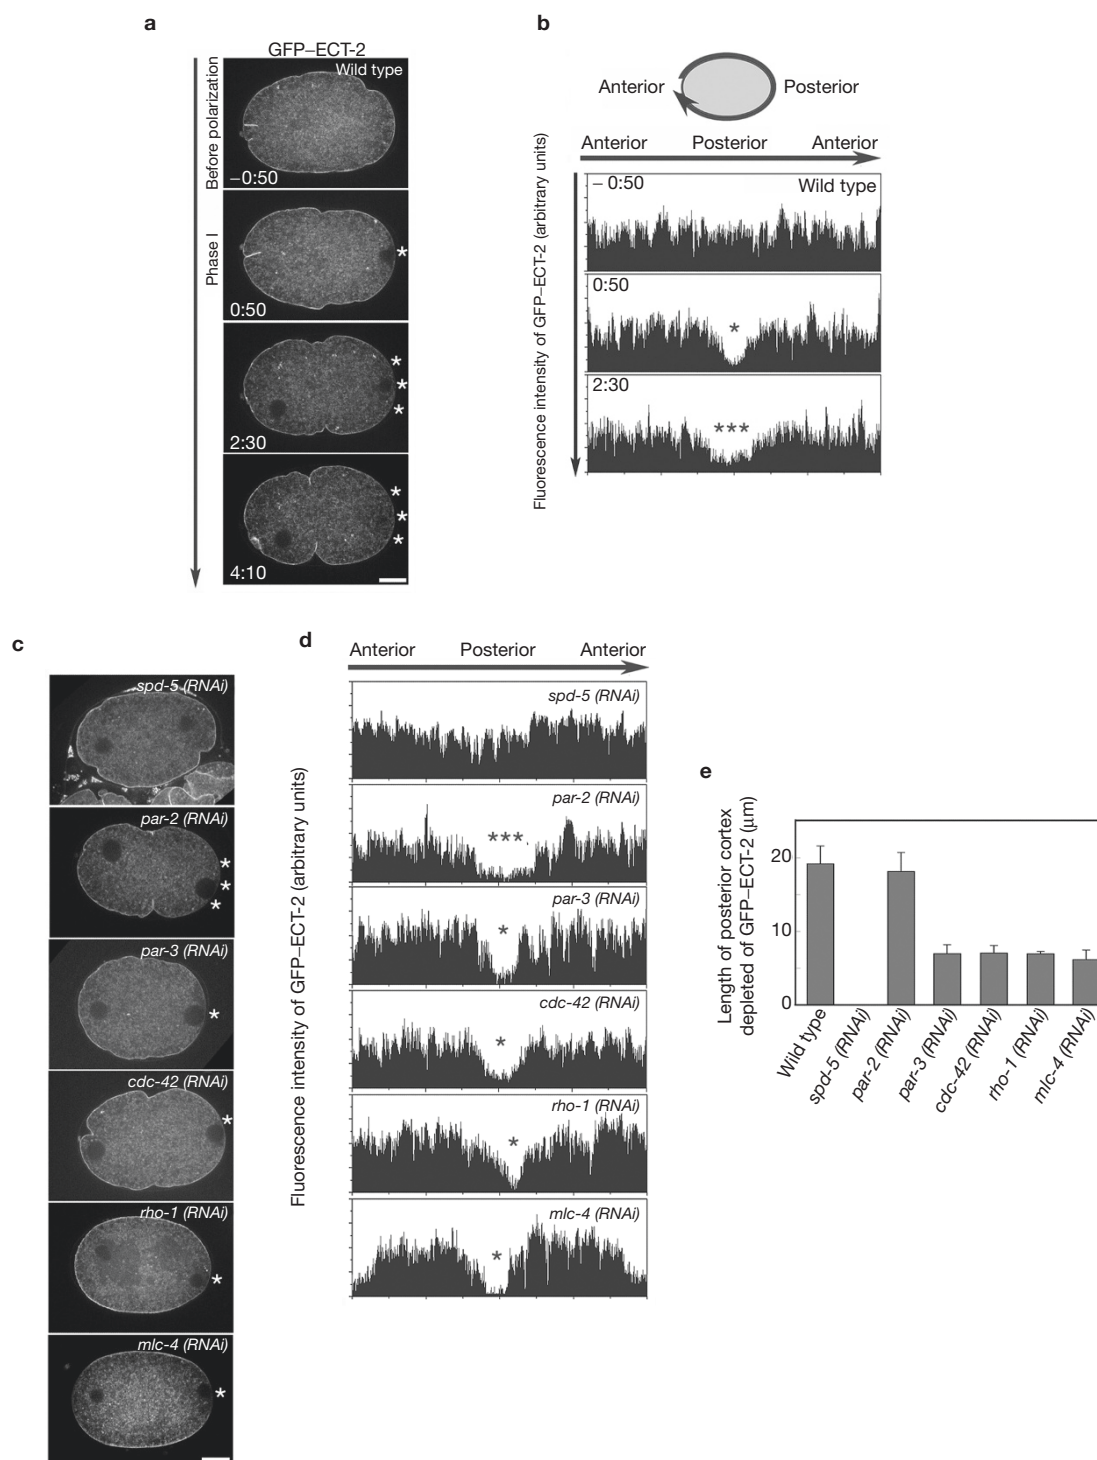 a
GFP–ECT-2
Wild type
Before polarization
– 0:50
Phase I
*
0:50
*
*
*
2:30
*
*
*
4:10
b
Anterior
Posterior
Anterior
Posterior
Anterior
Fluorescence intensity of GFP–ECT-2 (arbitrary units)
– 0:50
Wild type
0:50
*
2:30
***
c
spd-5 (RNAi)
par-2 (RNAi)
*
*
*
par-3 (RNAi)
*
cdc-42 (RNAi)
*
rho-1 (RNAi)
*
mlc-4 (RNAi)
*
d
Anterior
Posterior
Anterior
Fluorescence intensity of GFP–ECT-2 (arbitrary units)
spd-5 (RNAi)
par-2 (RNAi)
***
par-3 (RNAi)
*
cdc-42 (RNAi)
*
rho-1 (RNAi)
*
mlc-4 (RNAi)
*
e
Length of posterior cortex
depleted of GFP–ECT-2 (μm)
20
10
0
Wild type
spd-5 (RNAi)
par-2 (RNAi)
par-3 (RNAi)
cdc-42 (RNAi)
rho-1 (RNAi)
mlc-4 (RNAi)